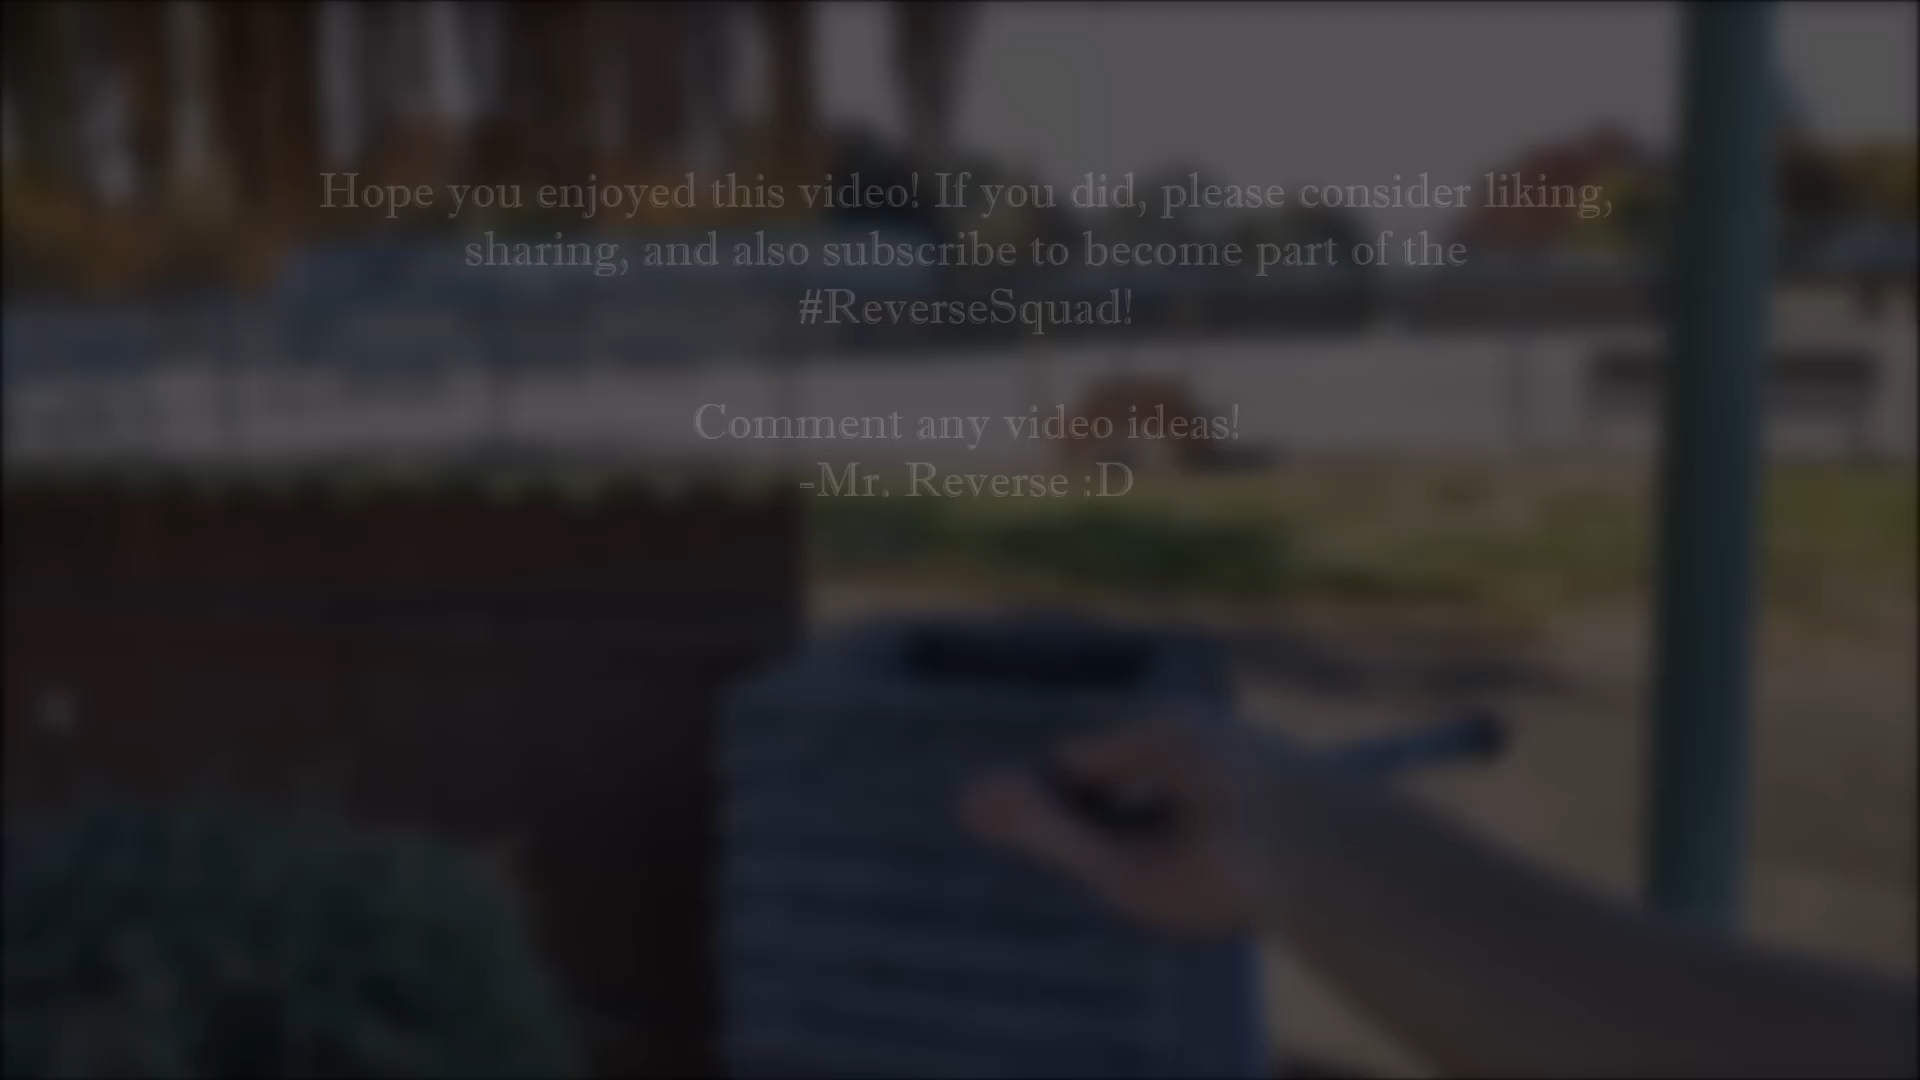 Hope you enjoyed this video! If you did, please consider liking,
sharing, and also subscribe to become part of the
#ReverseSquad!
Comment any video ideas!
-Mr. Reverse :D